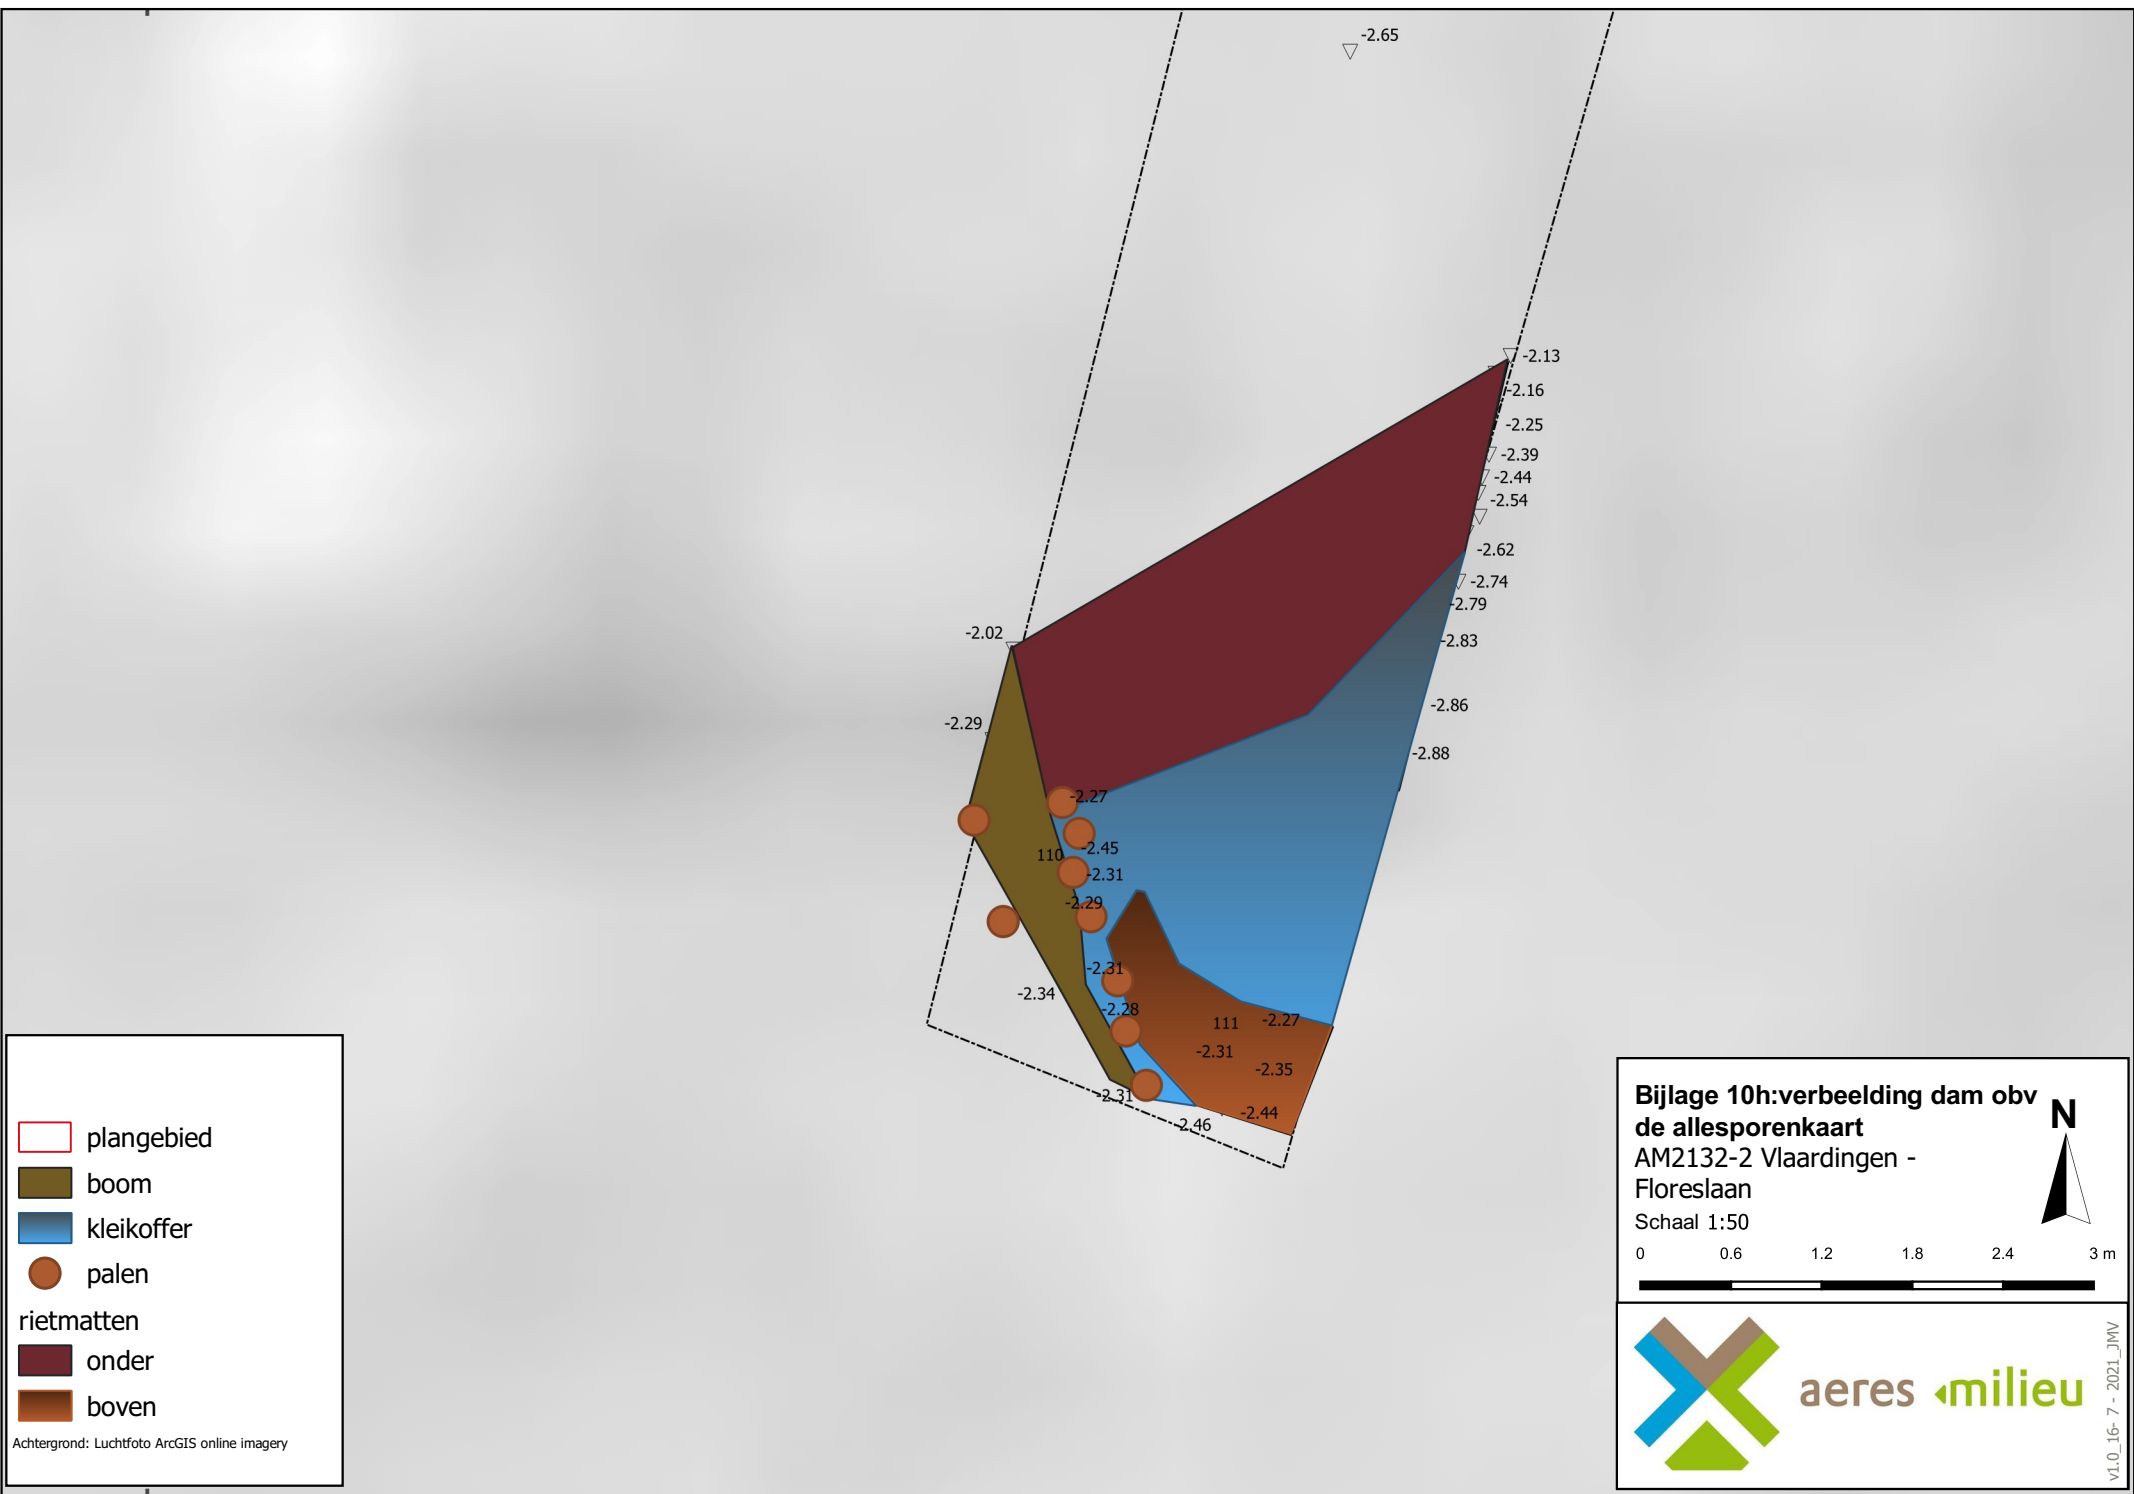 -2.65
-2.13
-2.16
-2.25
-2.39
-2.44
-2.54
-2.62
-2.74
-2.79
-2.83
-2.86
-2.88
-2.02
-2.29
-2.27
-2.45
110
-2.31
-2.29
-2.31
-2.34
-2.28
111
-2.27
-2.31
-2.35
-2.31
-2.44
-2.46
plangebied
boom
kleikoffer
palen
rietmatten
onder
boven
Achtergrond: Luchtfoto ArcGIS online imagery
Bijlage 10h:verbeelding dam obv
de allesporenkaart
AM2132-2 Vlaardingen -
Floreslaan
Schaal 1:50
N
0 0.6 1.2 1.8 2.4 3 m
aeres milieu
v1.0_16- 7 - 2021_JMV